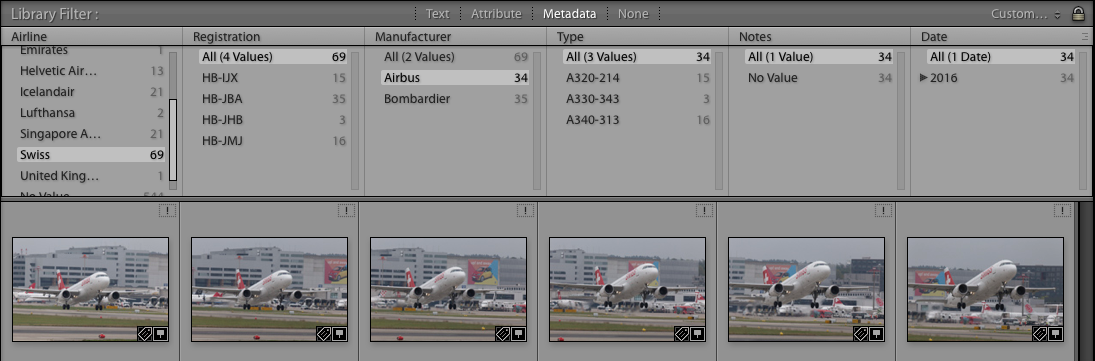 Library Filter :
Text Attribute Metadata None
Custom...
Airline Registration Manufacturer Type Notes Date
Emirates 1
Helvetic Air... 13
Icelandair 21
Lufthansa 2
Singapore A... 21
Swiss 69
United King... 1
No Value 544
All (4 Values) 69
HB-IJX 15
HB-JBA 35
HB-JHB 3
HB-JMJ 16
All (2 Values) 69
Airbus 34
Bombardier 35
All (3 Values) 34
A320-214 15
A330-343 3
A340-313 16
All (1 Value) 34
No Value 34
All (1 Date) 34
2016 34
! ! ! ! ! !